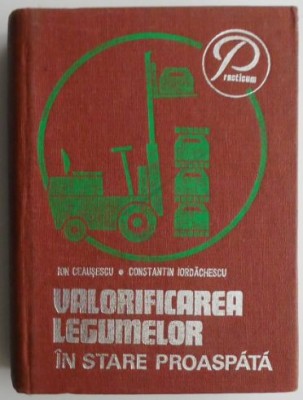 Practicum
ION CEAUȘESCU • CONSTANTIN IORDĂCHESCU
VALORIFICAREA
LEGUMELOR
ÎN STARE PROASPĂTĂ